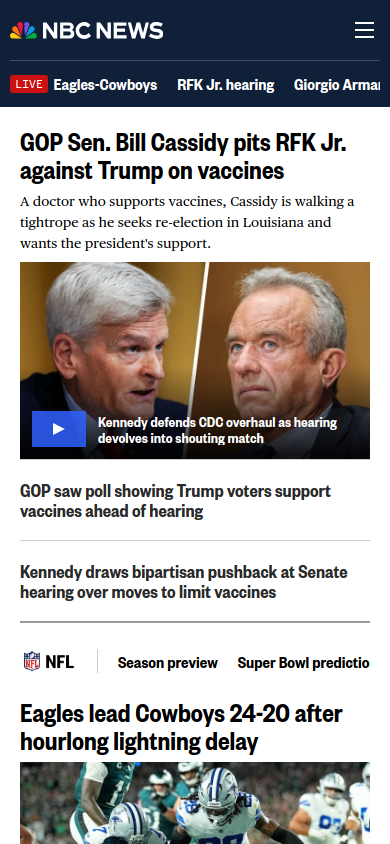 NBC NEWS
LIVE Eagles-Cowboys RFK Jr. hearing Giorgio Armar
GOP Sen. Bill Cassidy pits RFK Jr.
against Trump on vaccines
A doctor who supports vaccines, Cassidy is walking a
tightrope as he seeks re-election in Louisiana and
wants the president's support.
Kennedy defends CDC overhaul as hearing
devolves into shouting match
GOP saw poll showing Trump voters support
vaccines ahead of hearing
Kennedy draws bipartisan pushback at Senate
hearing over moves to limit vaccines
NFL NFL Season preview Super Bowl predictio
Eagles lead Cowboys 24-20 after
hourlong lightning delay